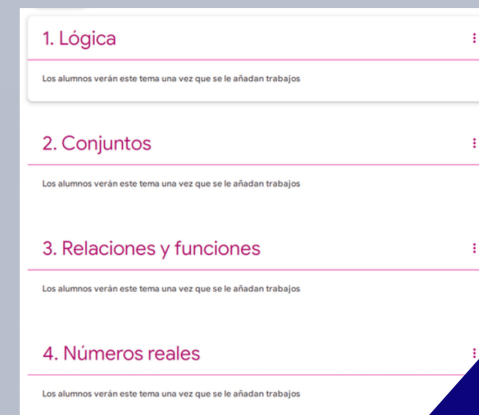 1. Lógica
Los alumnos verán este tema una vez que se le añadan trabajos
2. Conjuntos
Los alumnos verán este tema una vez que se le añadan trabajos
3. Relaciones y funciones
Los alumnos verán este tema una vez que se le añadan trabajos
4. Números reales
Los alumnos verán este tema una vez que se le añadan trabajos